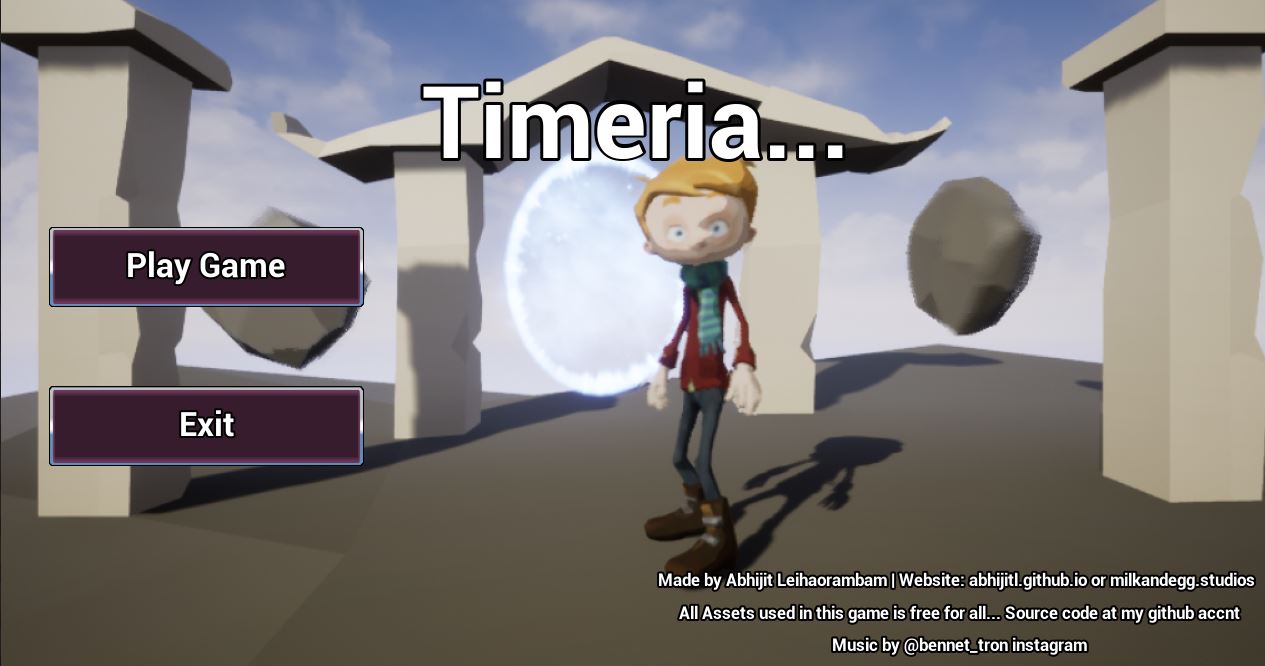 Timeria...
Play Game
Exit
Made by Abhijit Leihaorambam | Website: abhijitl.github.io or milkandegg.studios
All Assets used in this game is free for all... Source code at my github accnt
Music by @bennet_tron instagram